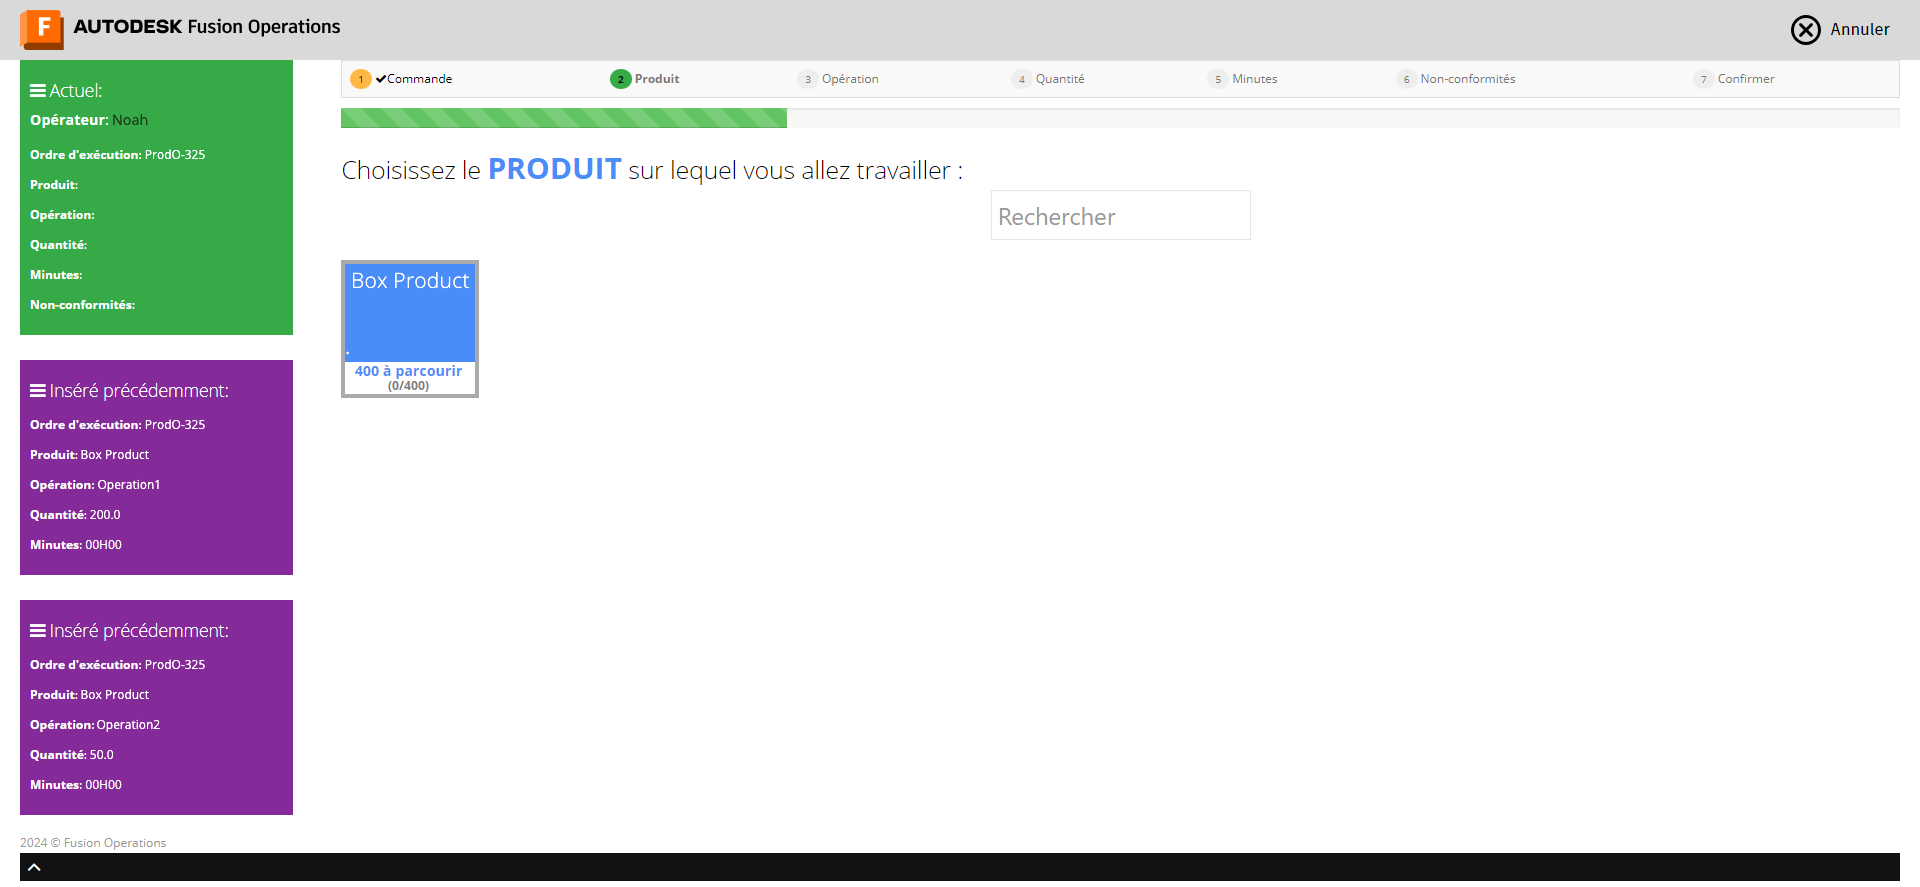 F AUTODESK Fusion Operations
Annuler
Actuel:
Opérateur: Noah
Ordre d'exécution: ProdO-325
Produit:
Opération:
Quantité:
Minutes:
Non-conformités:
Inséré précédemment:
Ordre d'exécution: ProdO-325
Produit: Box Product
Opération: Operation1
Quantité: 200.0
Minutes: 00H00
Inséré précédemment:
Ordre d'exécution: ProdO-325
Produit: Box Product
Opération: Operation2
Quantité: 50.0
Minutes: 00H00
2024 © Fusion Operations
1 Commande
2 Produit
3 Opération
4 Quantité
5 Minutes
6 Non-conformités
7 Confirmer
Choisissez le PRODUIT sur lequel vous allez travailler :
Rechercher
Box Product
.
400 à parcourir
(0/400)